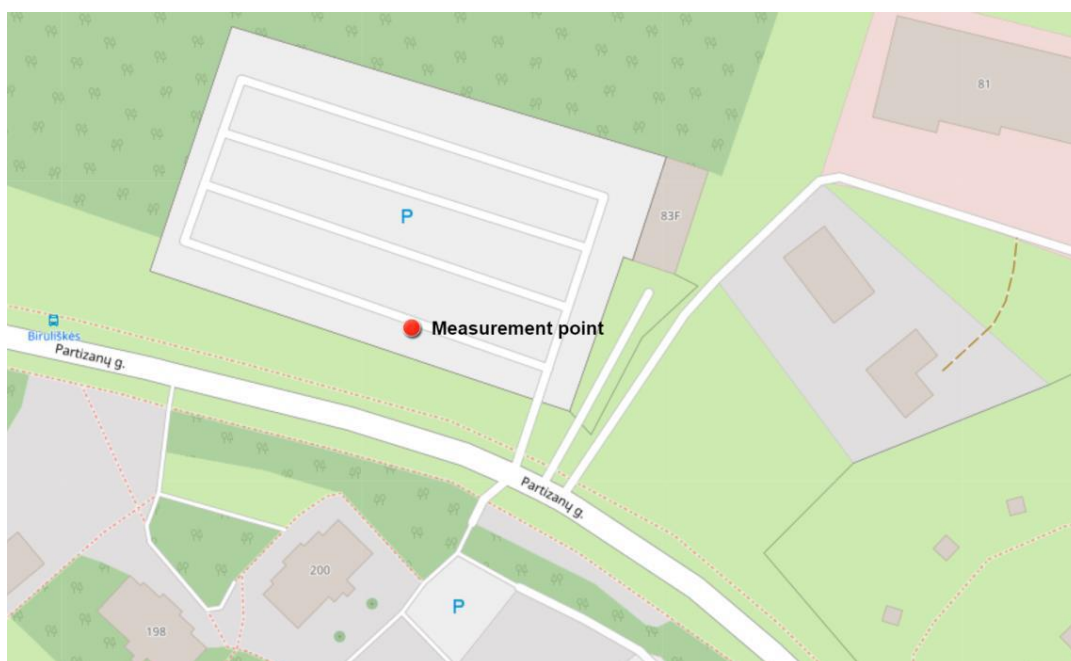 81
P
83F
Measurement point
Biruliškės
Partizanų g.
Partizanų g.
200
P
198